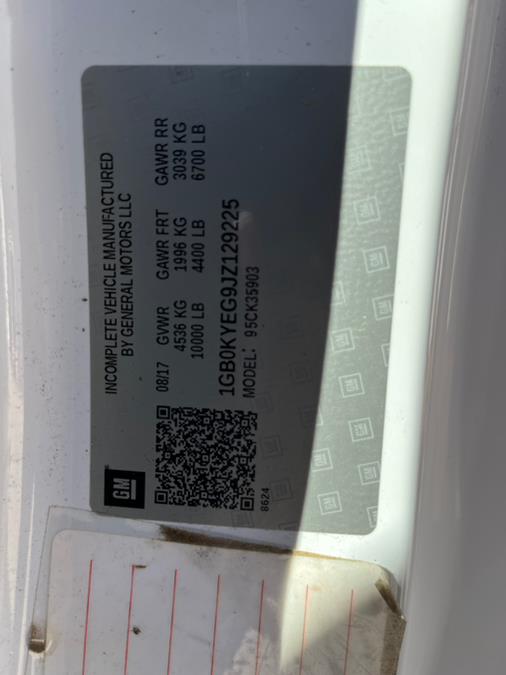 INCOMPLETE VEHICLE MANUFACTURED
BY GENERAL MOTORS LLC
08/17 GVWR GAWR FRT GAWR RR
4536 KG 1996 KG 3039 KG
10000 LB 4400 LB 6700 LB
1GB0KYEG9JZ129225
MODEL: 95CK35903
8624
GM